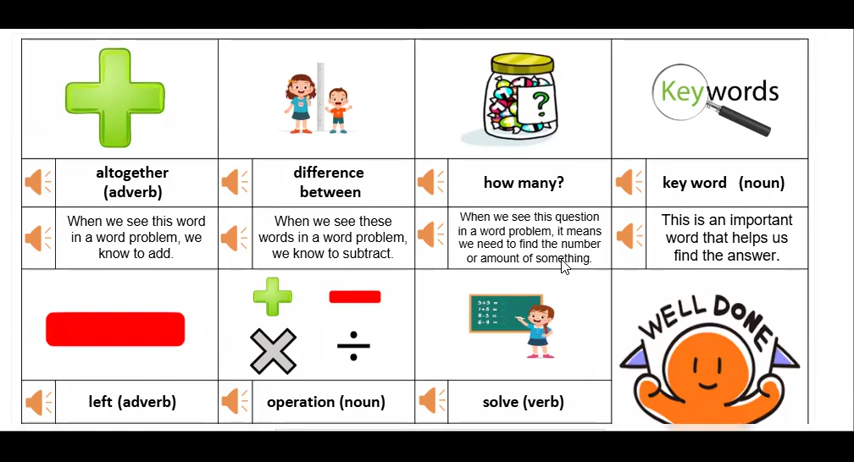 ?
Keywords
altogether
(adverb)
difference
between
how many?
key word (noun)
When we see this word
in a word problem, we
know to add.
When we see these
words in a word problem,
we know to subtract.
When we see this question
in a word problem, it means
we need to find the number
or amount of something.
This is an important
word that helps us
find the answer.
WELL DONE
left (adverb)
operation (noun)
solve (verb)